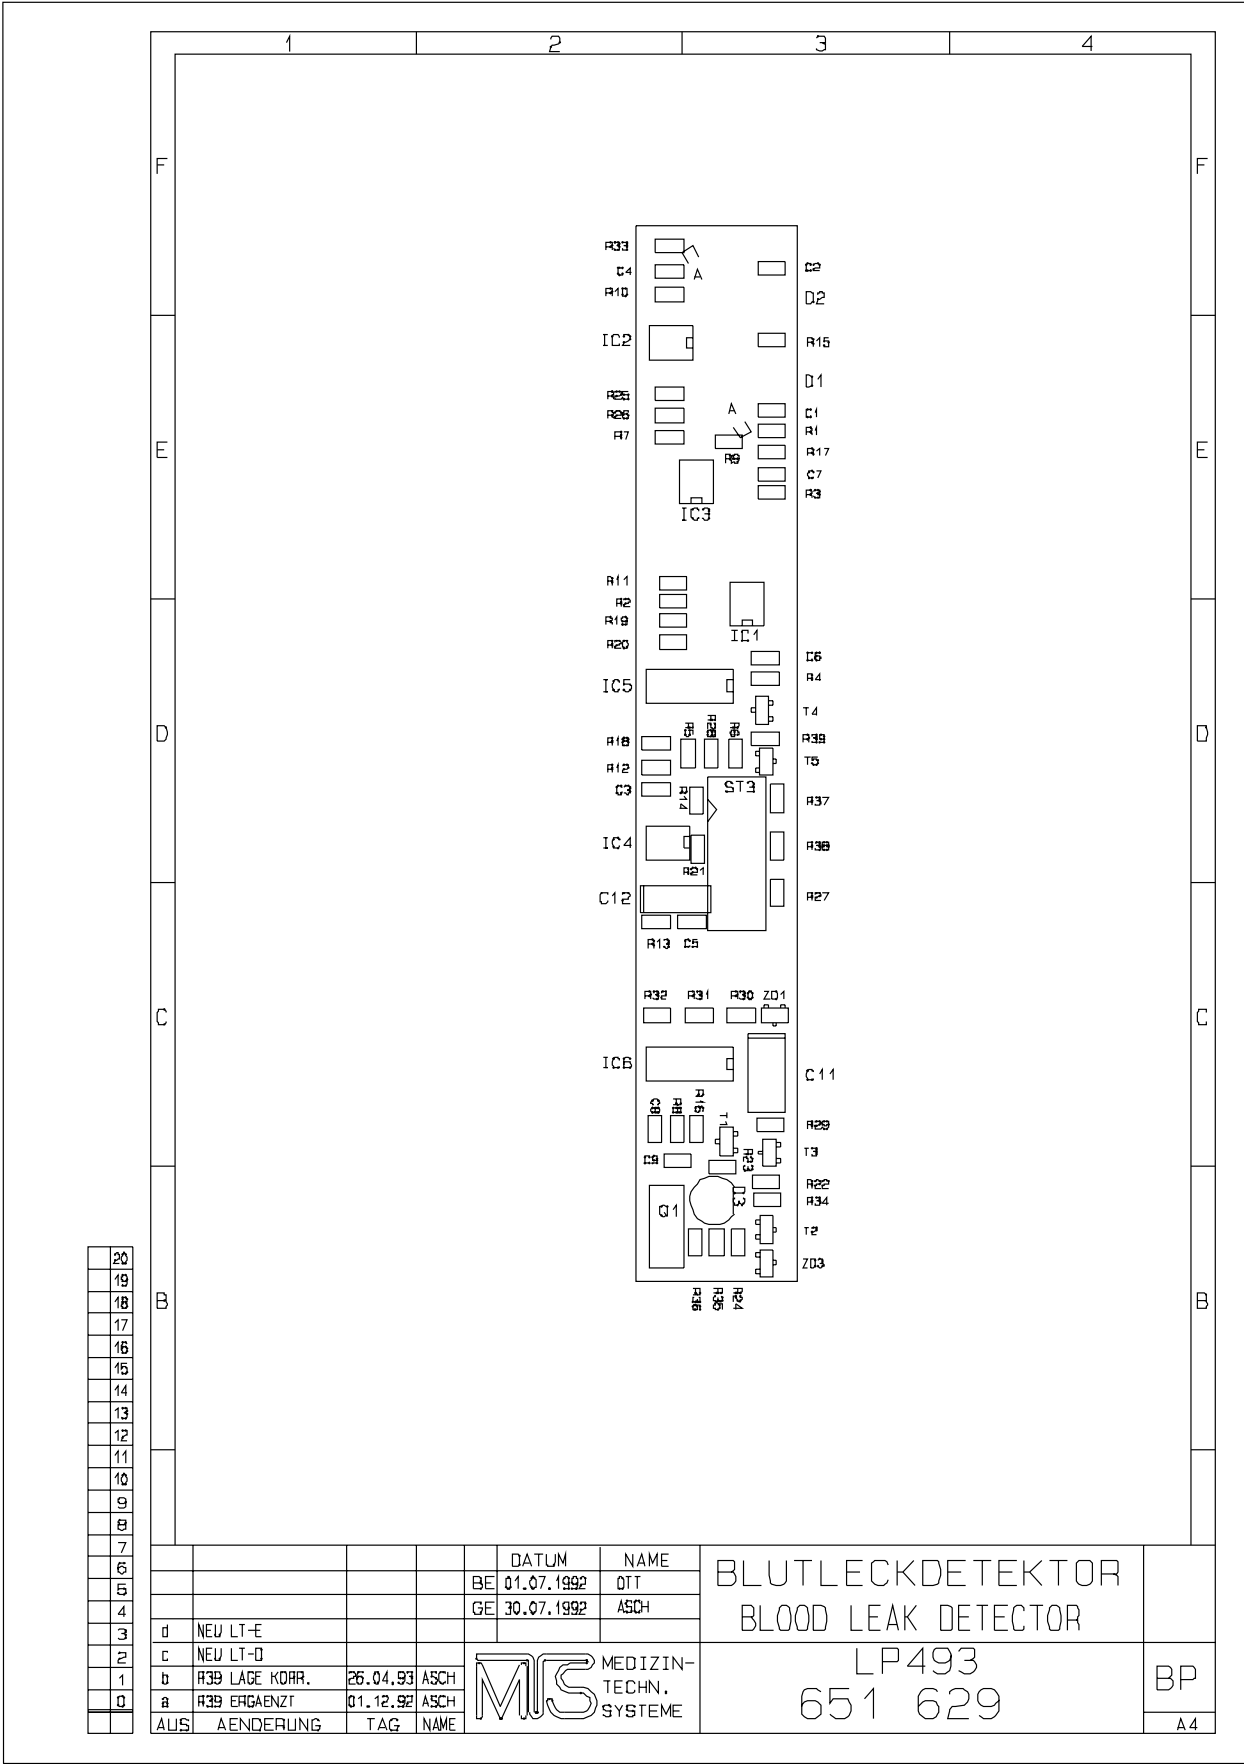 1 2 3 4
F F
R33
C4 A C2
R10 D2
IC2 R15
D1
R25
R26 A C1
R7 R1
R9 R17
C7
R3
E E
IC3
R11
R2
R19 IC1
R20
C6
IC5 R4
T4
D D
R18 R5 R28 R6 R39
R12 T5
C3 R14 ST3 R37
IC4 R38
R21
C12 R27
R13 C5
C C
R32 R31 R30 ZD1
IC6 C11
C8 R8 R16 T1 R29
C9 R23 T3
R22
D3 R34
Q1 T2
ZD3
B B
R36 R35 R24
20
19
18
17
16
15
14
13
12
11
10
9
8
7
6
5
4
3
2
1
0
DATUM NAME
BE 01.07.1992 OTT
GE 30.07.1992 ASCH
d NEU LT-E
c NEU LT-D
b R39 LAGE KORR. 26.04.93 ASCH
a R39 ERGAENZT 01.12.92 ASCH
AUS AENDERUNG TAG NAME
MTS MEDIZIN-
TECHN.
SYSTEME
BLUTLECKDETEKTOR
BLOOD LEAK DETECTOR
LP493
651 629
BP
A4